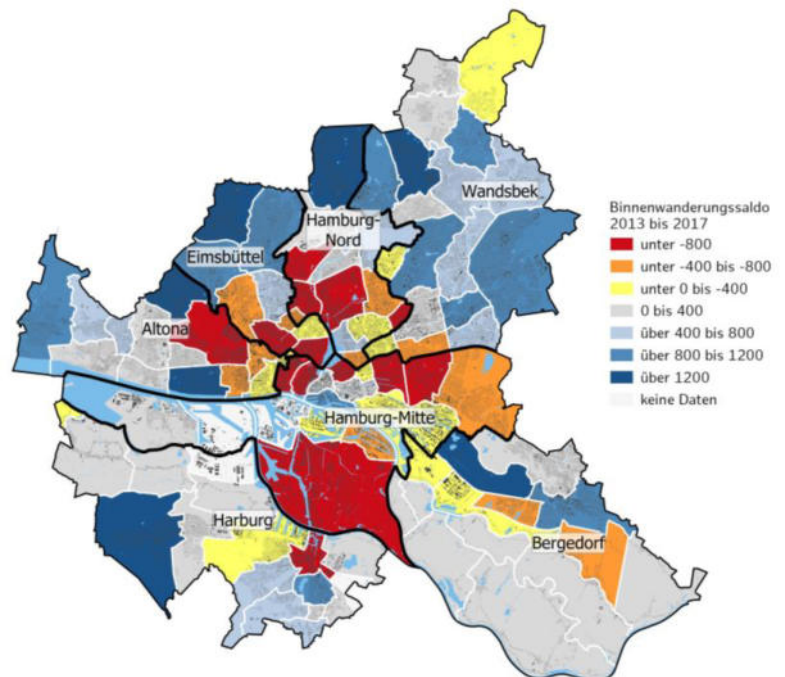 Wandsbek
Hamburg-
Nord
Eimsbüttel
Altona
Hamburg-Mitte
Harburg
Bergedorf
Binnenwanderungssaldo
2013 bis 2017
unter -800
unter -400 bis -800
unter 0 bis -400
0 bis 400
über 400 bis 800
über 800 bis 1200
über 1200
keine Daten